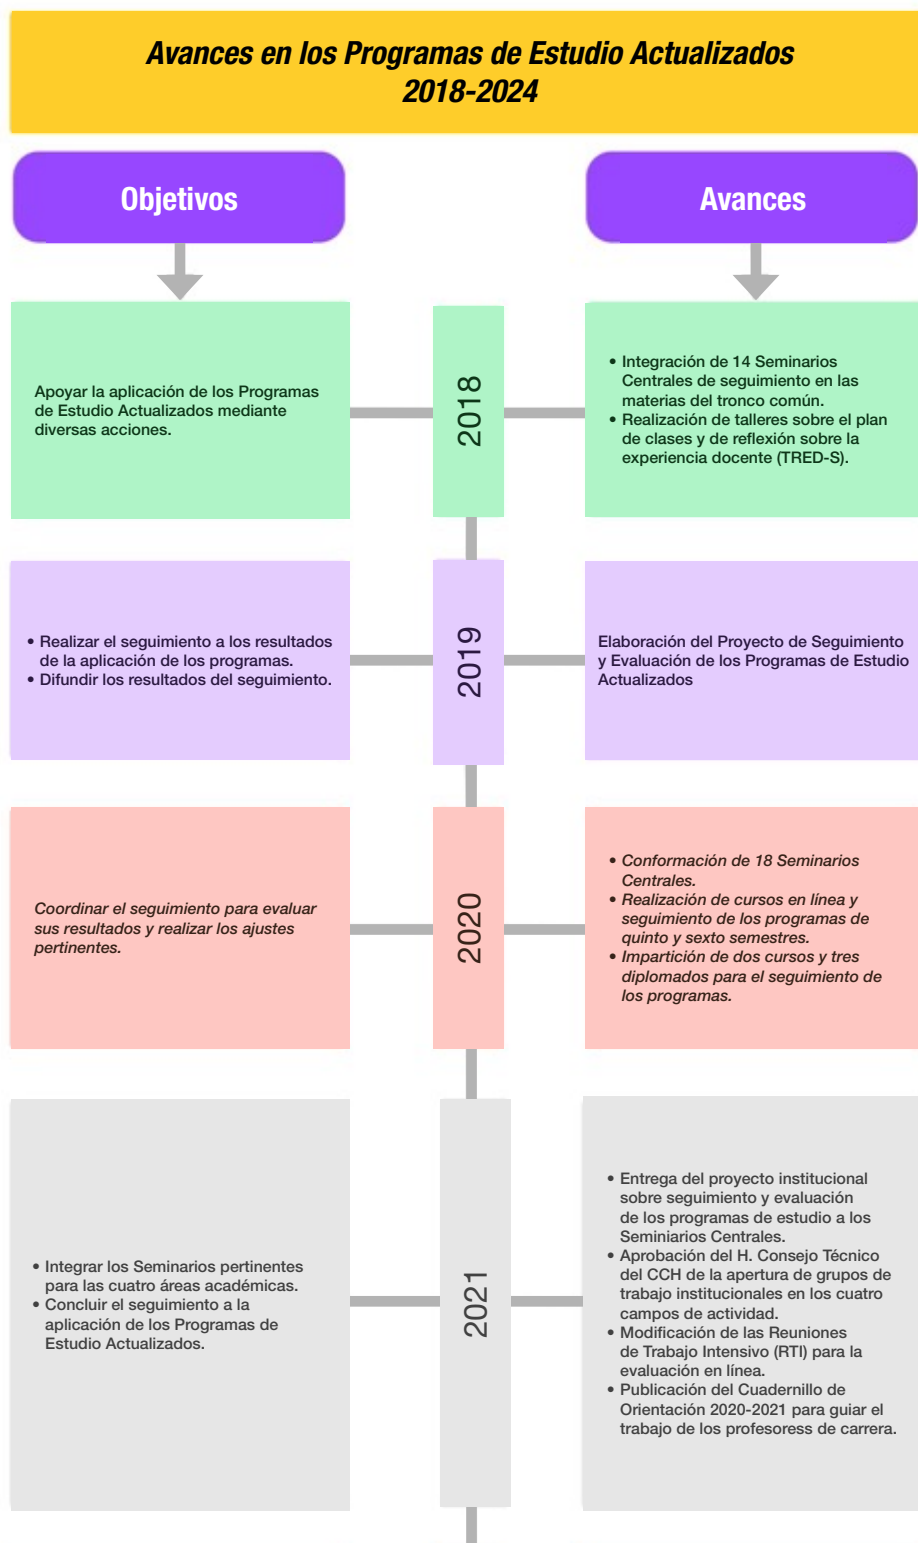 Avances en los Programas de Estudio Actualizados
2018-2024
Objetivos
Avances
Apoyar la aplicación de los Programas
de Estudio Actualizados mediante
diversas acciones.
2018
• Integración de 14 Seminarios
Centrales de seguimiento en las
materias del tronco común.
• Realización de talleres sobre el plan
de clases y de reflexión sobre la
experiencia docente (TRED-S).
• Realizar el seguimiento a los resultados
de la aplicación de los programas.
• Difundir los resultados del seguimiento.
2019
Elaboración del Proyecto de Seguimiento
y Evaluación de los Programas de Estudio
Actualizados
Coordinar el seguimiento para evaluar
sus resultados y realizar los ajustes
pertinentes.
2020
• Conformación de 18 Seminarios
Centrales.
• Realización de cursos en línea y
seguimiento de los programas de
quinto y sexto semestres.
• Impartición de dos cursos y tres
diplomados para el seguimiento de
los programas.
• Integrar los Seminarios pertinentes
para las cuatro áreas académicas.
• Concluir el seguimiento a la
aplicación de los Programas de
Estudio Actualizados.
2021
• Entrega del proyecto institucional
sobre seguimiento y evaluación
de los programas de estudio a los
Seminiarios Centrales.
• Aprobación del H. Consejo Técnico
del CCH de la apertura de grupos de
trabajo institucionales en los cuatro
campos de actividad.
• Modificación de las Reuniones
de Trabajo Intensivo (RTI) para la
evaluación en línea.
• Publicación del Cuadernillo de
Orientación 2020-2021 para guiar el
trabajo de los profesoress de carrera.